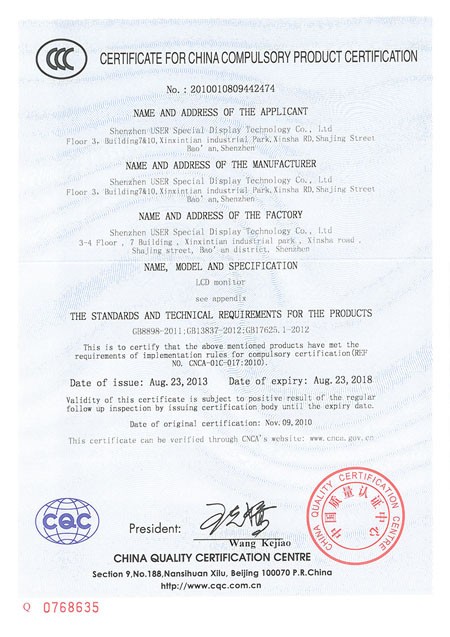 CERTIFICATE FOR CHINA COMPULSORY PRODUCT CERTIFICATION
No.: 2010010809442474
NAME AND ADDRESS OF THE APPLICANT
Shenzhen USER Special Display Technology Co., Ltd
Floor 3, Building7&10, Xinxintian industrial Park, Xinsha RD, Shajing Street
Bao'an, Shenzhen
NAME AND ADDRESS OF THE MANUFACTURER
Shenzhen USER Special Display Technology Co., Ltd
Floor 3, Building7&10, Xinxintian industrial Park, Xinsha RD, Shajing Street
Bao'an, Shenzhen
NAME AND ADDRESS OF THE FACTORY
Shenzhen USER Special Display Technology Co., Ltd
3-4 Floor , 7 Building , Xinxintian industrial park , Xinsha road ,
Shajing street, Bao'an district, Shenzhen
NAME, MODEL AND SPECIFICATION
LCD monitor
see appendix
THE STANDARDS AND TECHNICAL REQUIREMENTS FOR THE PRODUCTS
GB8898-2011;GB13837-2012;GB17625.1-2012
This is to certify that the above mentioned products have met the
requirements of implementation rules for compulsory certification(REF
NO. CNCA-01C-017:2010).
Date of issue: Aug. 23, 2013 Date of expiry: Aug. 23, 2018
Validity of this certificate is subject to positive result of the regular
follow up inspection by issuing certification body until the expiry date.
Date of original certification: Nov. 09, 2010
This certificate can be verified through CNCA's website: www.cnca.gov.cn
CHINA QUALITY CERTIFICATION CENTRE
中国质量认证中心
CQC
President:
Wang Kejiao
CHINA QUALITY CERTIFICATION CENTRE
Section 9, No.188, Nansihuan Xilu, Beijing 100070 P.R.China
http://www.cqc.com.cn
Q 0768635